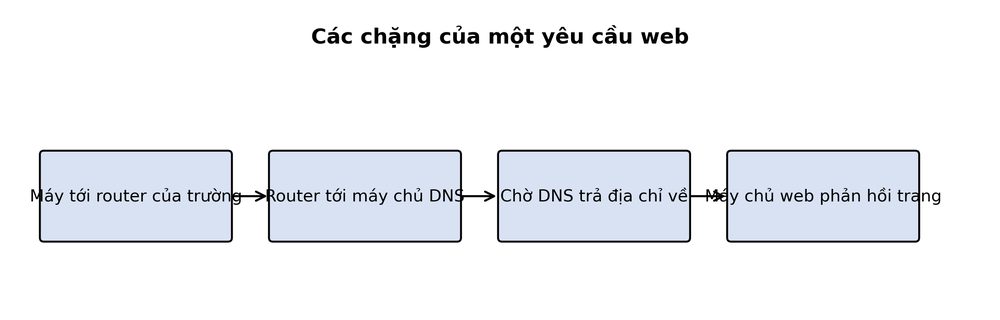 Các chặng của một yêu cầu web
Máy tới router của trường
Router tới máy chủ DNS
Chờ DNS trả địa chỉ về
Máy chủ web phản hồi trang